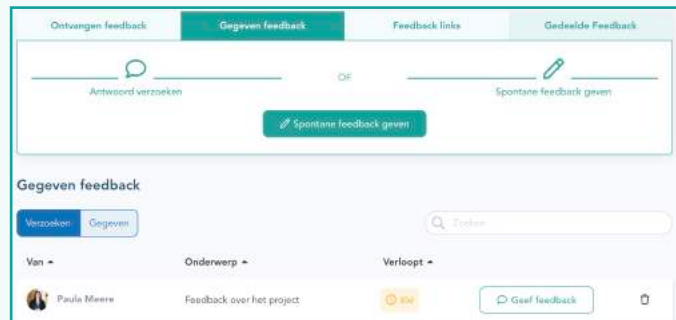 Ontvangen feedback Gegeven feedback Feedback links Gedeelde Feedback
OF
Antwoord verzoeken Spontane feedback geven
Spontane feedback geven
Gegeven feedback
Verzoeken Gegeven Zoeken
Van Onderwerp Verloopt
Paula Meere Feedback over het project Geef feedback